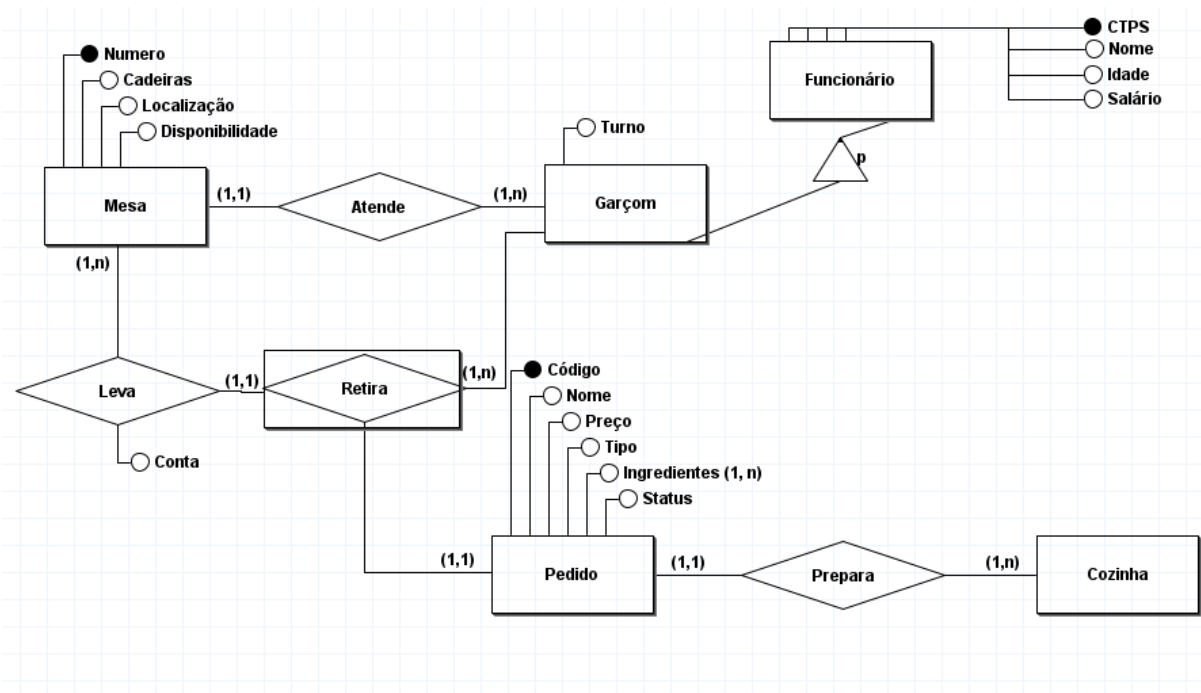 CTPS
Nome
Idade
Salário
Funcionário
p
Numero
Cadeiras
Localização
Disponibilidade
Turno
Mesa
(1,1)
Atende
(1,n)
Garçom
(1,n)
Leva
(1,1)
Retira
(1,n)
Conta
Código
Nome
Preço
Tipo
Ingredientes (1, n)
Status
(1,1)
Pedido
(1,1)
Prepara
(1,n)
Cozinha